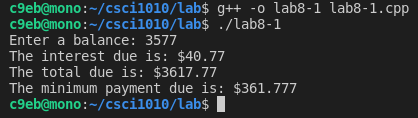 c9eb@mono:~/csci1010/lab$ g++ -o lab8-1 lab8-1.cpp
c9eb@mono:~/csci1010/lab$ ./lab8-1
Enter a balance: 3577
The interest due is: $40.77
The total due is: $3617.77
The minimum payment due is: $361.777
c9eb@mono:~/csci1010/lab$